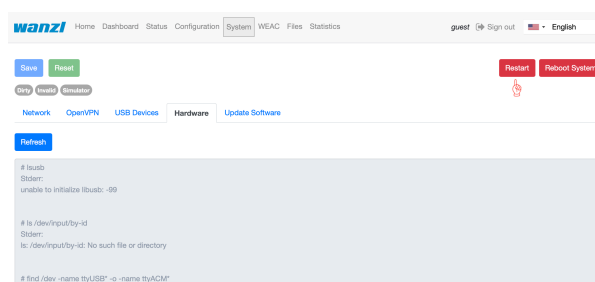 wanzl Home Dashboard Status Configuration System WEAC Files Statistics guest Sign out English
Save Reset Restart Reboot System
Dirty Invalid Simulator
Network OpenVPN USB Devices Hardware Update Software
Refresh
# lsusb
Stderr:
unable to initialize libusb: -99
# ls /dev/input/by-id
Stderr:
ls: /dev/input/by-id: No such file or directory
# find /dev -name ttyUSB* -o -name ttyACM*